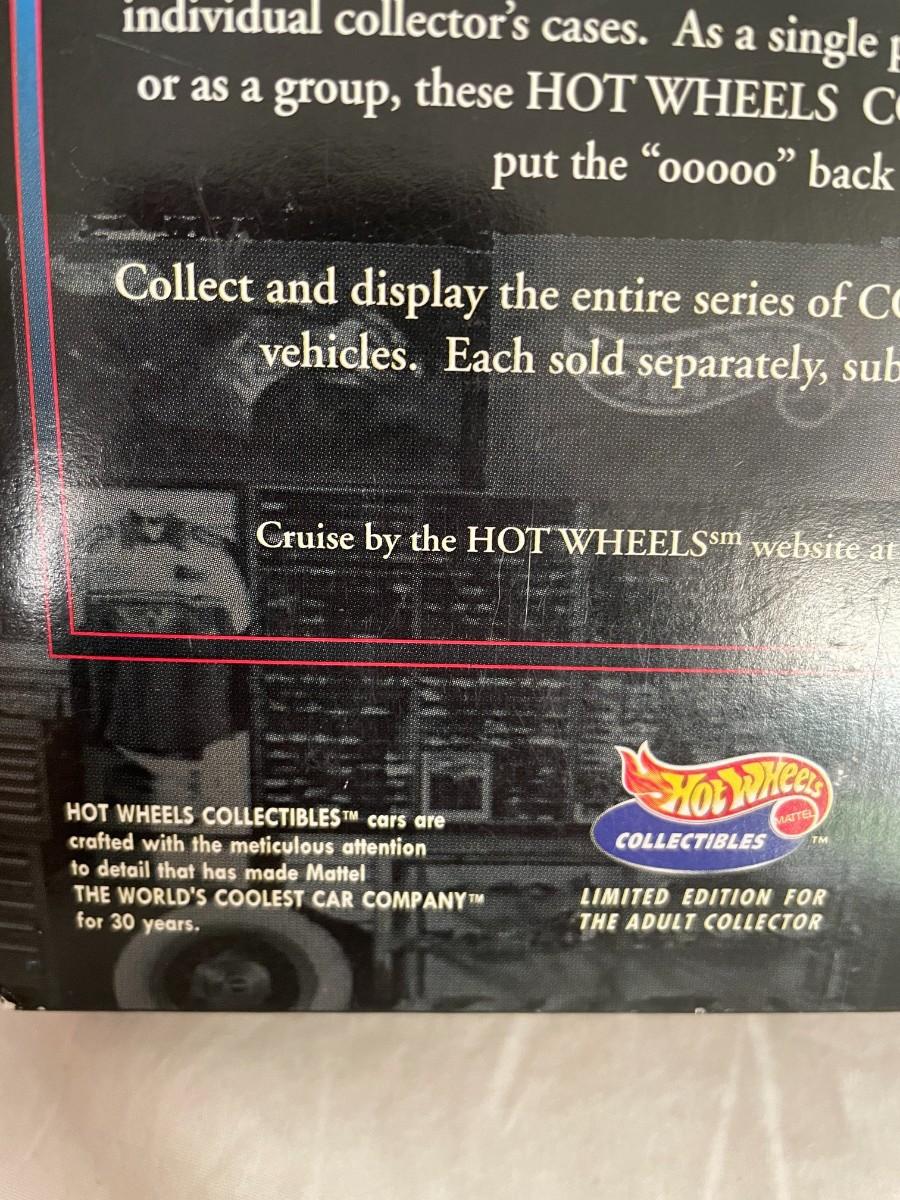 individual collector's cases. As a single
or as a group, these HOT WHEELS
put the “ooooo” back
Collect and display the entire series of
vehicles. Each sold separately,
Cruise by the HOT WHEELSsm website at
HOT WHEELS COLLECTIBLES™ cars are
crafted with the meticulous attention
to detail that has made Mattel
THE WORLD'S COOLEST CAR COMPANY™
for 30 years.
Hot Wheels
MATTEL
COLLECTIBLES ™
LIMITED EDITION FOR
THE ADULT COLLECTOR